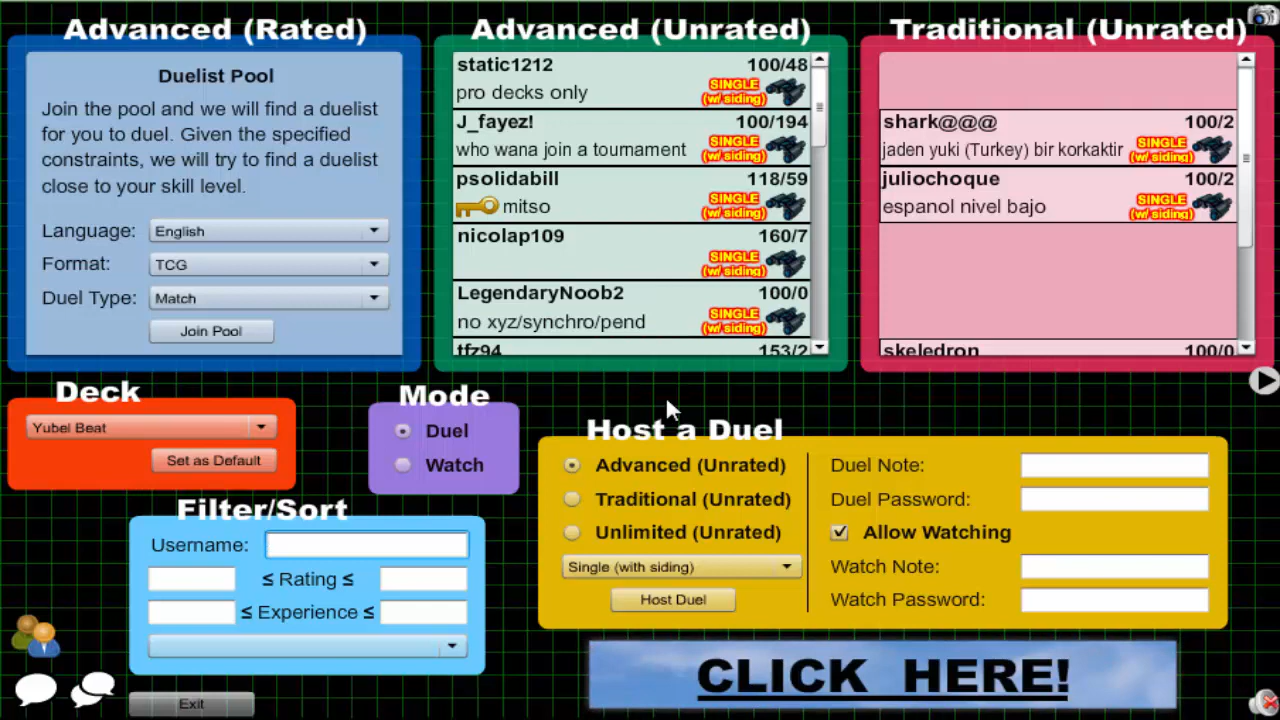 Advanced (Rated)
Duelist Pool
Join the pool and we will find a duelist
for you to duel. Given the specified
constraints, we will try to find a duelist
close to your skill level.
Language: English
Format: TCG
Duel Type: Match
Join Pool
Advanced (Unrated)
static1212 100/48
pro decks only SINGLE (w/ siding)
J_fayez! 100/194
who wana join a tournament SINGLE (w/ siding)
psolidabill 118/59
mitso SINGLE (w/ siding)
nicolap109 160/7
SINGLE (w/ siding)
LegendaryNoob2 100/0
no xyz/synchro/pend SINGLE (w/ siding)
tfz94 153/2
Traditional (Unrated)
shark@@@ 100/2
jaden yuki (Turkey) bir korkaktir SINGLE (w/ siding)
juliochoque 100/2
espanol nivel bajo SINGLE (w/ siding)
skeledron 100/0
Deck
Yubel Beat
Set as Default
Mode
Duel
Watch
Filter/Sort
Username:
≤ Rating ≤
≤ Experience ≤
Exit
Host a Duel
Advanced (Unrated)
Traditional (Unrated)
Unlimited (Unrated)
Single (with siding)
Host Duel
Duel Note:
Duel Password:
Allow Watching
Watch Note:
Watch Password:
CLICK HERE!